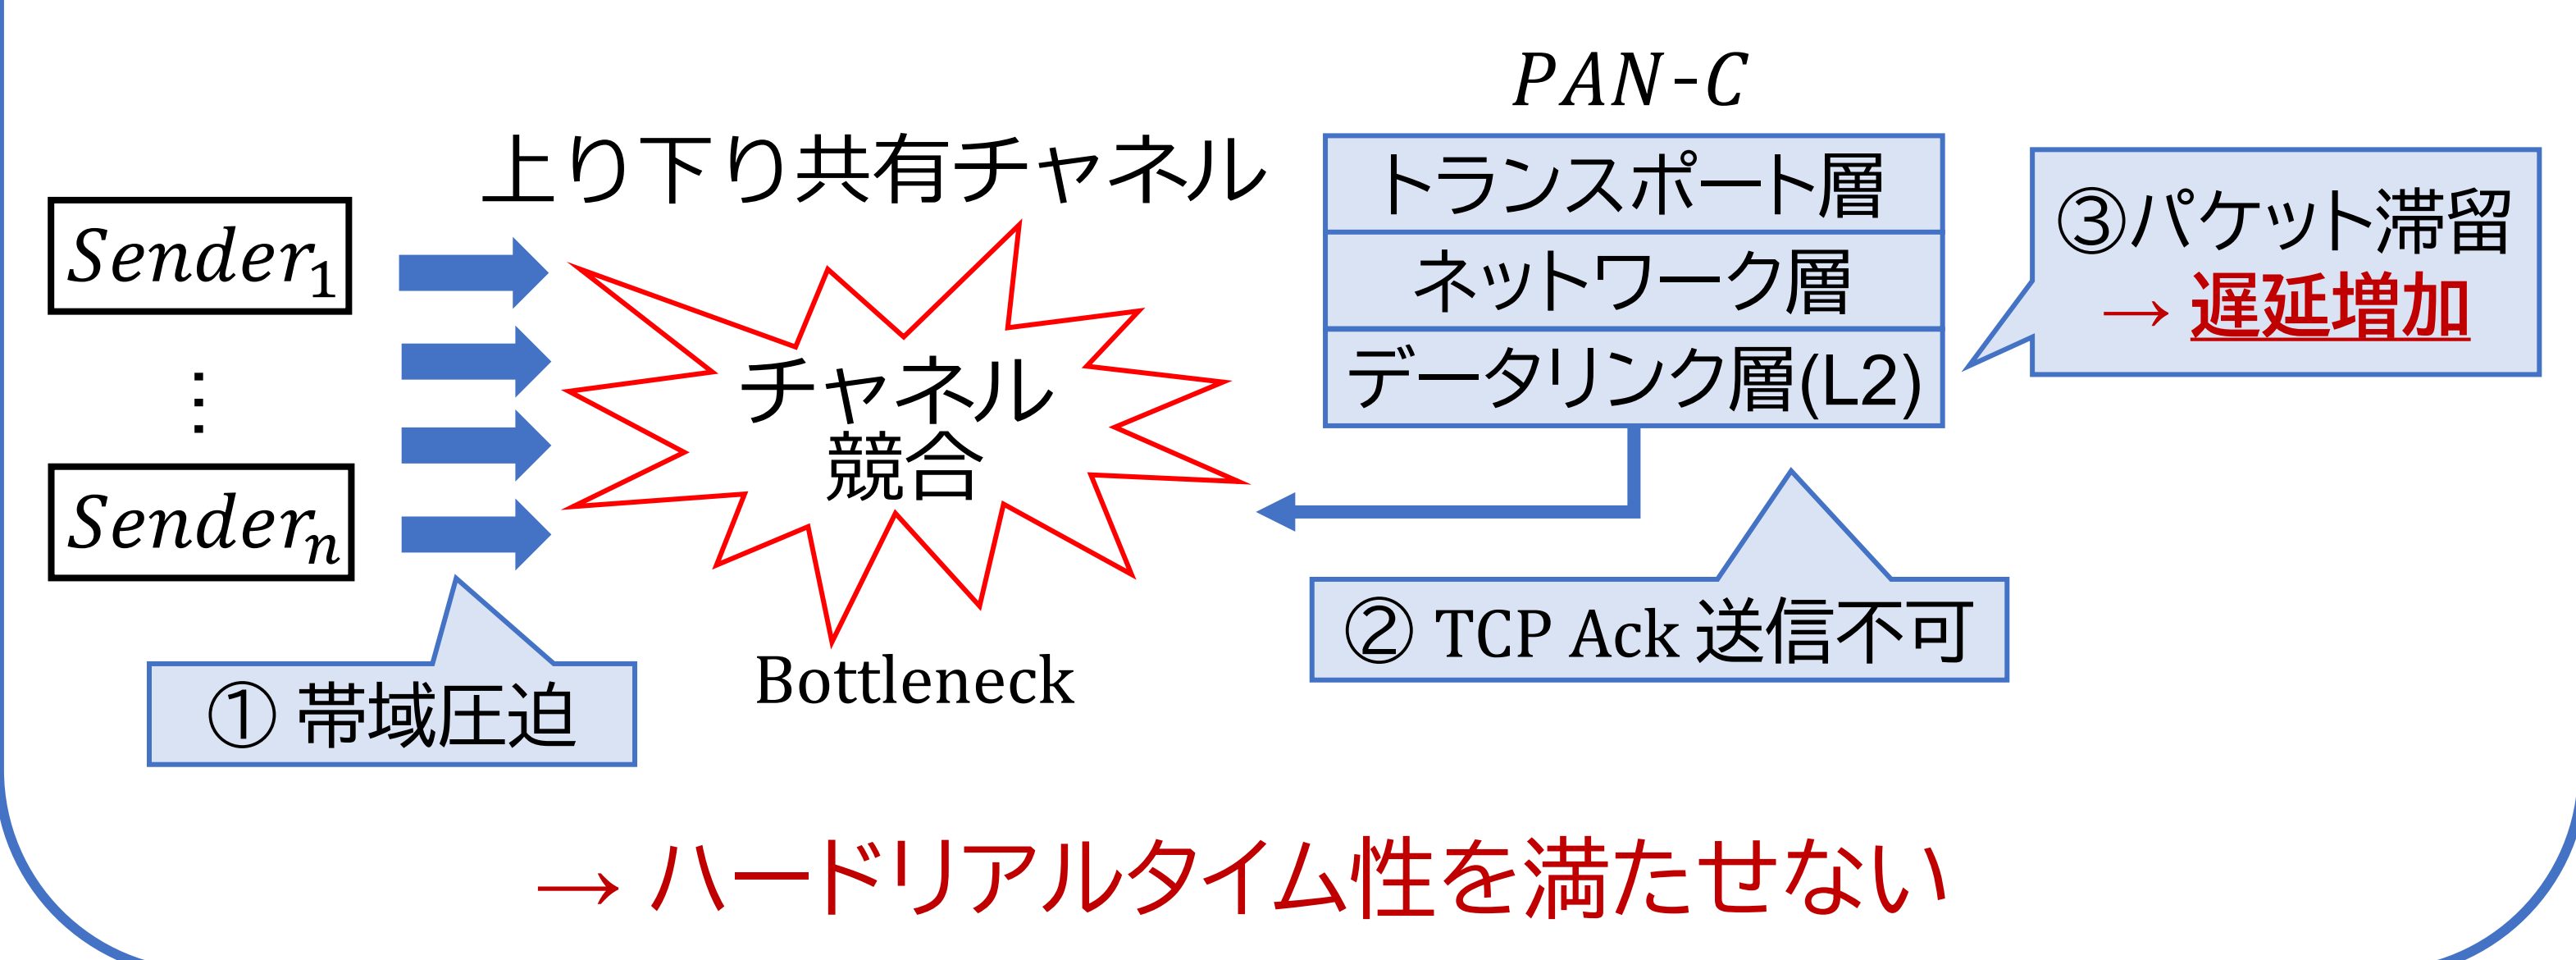 PAN-C
上り下り共有チャネル
トランスポート層
ネットワーク層
データリンク層(L2)
③パケット滞留
→ 遅延増加
Sender₁
⋮
Senderₙ
チャネル
競合
Bottleneck
① 帯域圧迫
② TCP Ack 送信不可
→ ハードリアルタイム性を満たせない